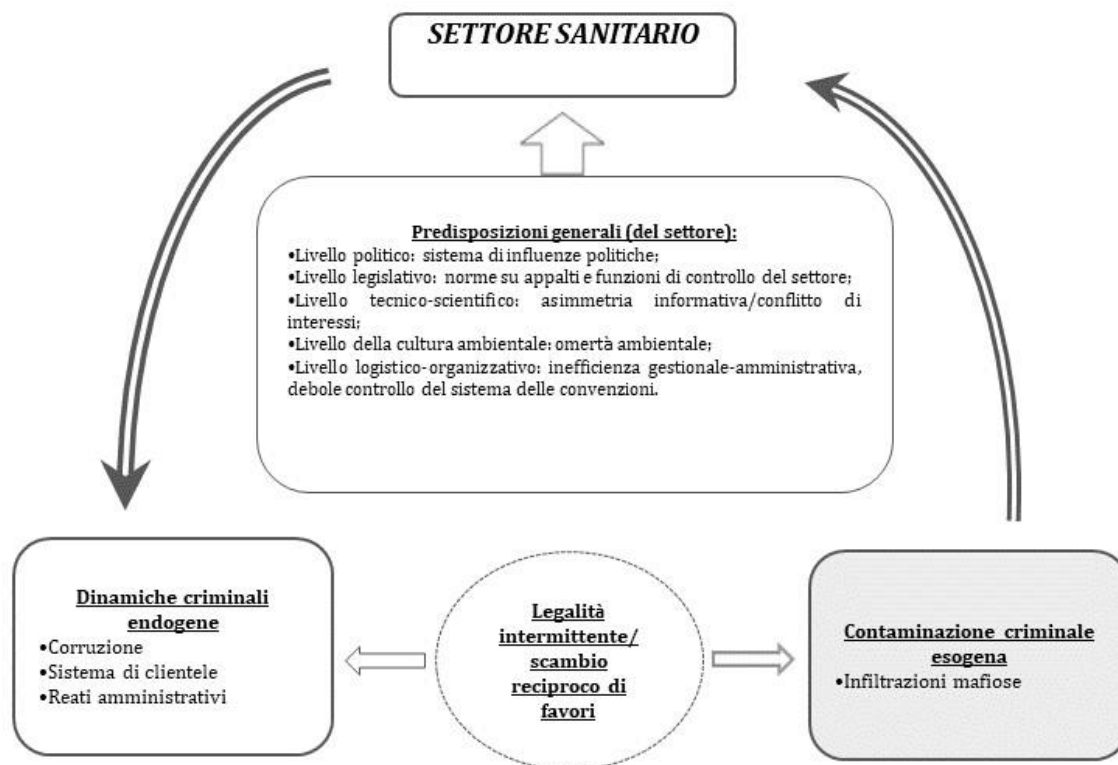 SETTORE SANITARIO
Predisposizioni generali (del settore):
•Livello politico: sistema di influenze politiche;
•Livello legislativo: norme su appalti e funzioni di controllo del settore;
•Livello tecnico-scientifico: asimmetria informativa/conflitto di
interessi;
•Livello della cultura ambientale: omertà ambientale;
•Livello logistico-organizzativo: inefficienza gestionale-amministrativa,
debole controllo del sistema delle convenzioni.
Dinamiche criminali
endogene
•Corruzione
•Sistema di clientele
•Reati amministrativi
Legalità
intermittente/
scambio
reciproco di
favori
Contaminazione criminale
esogena
•Infiltrazioni mafiose